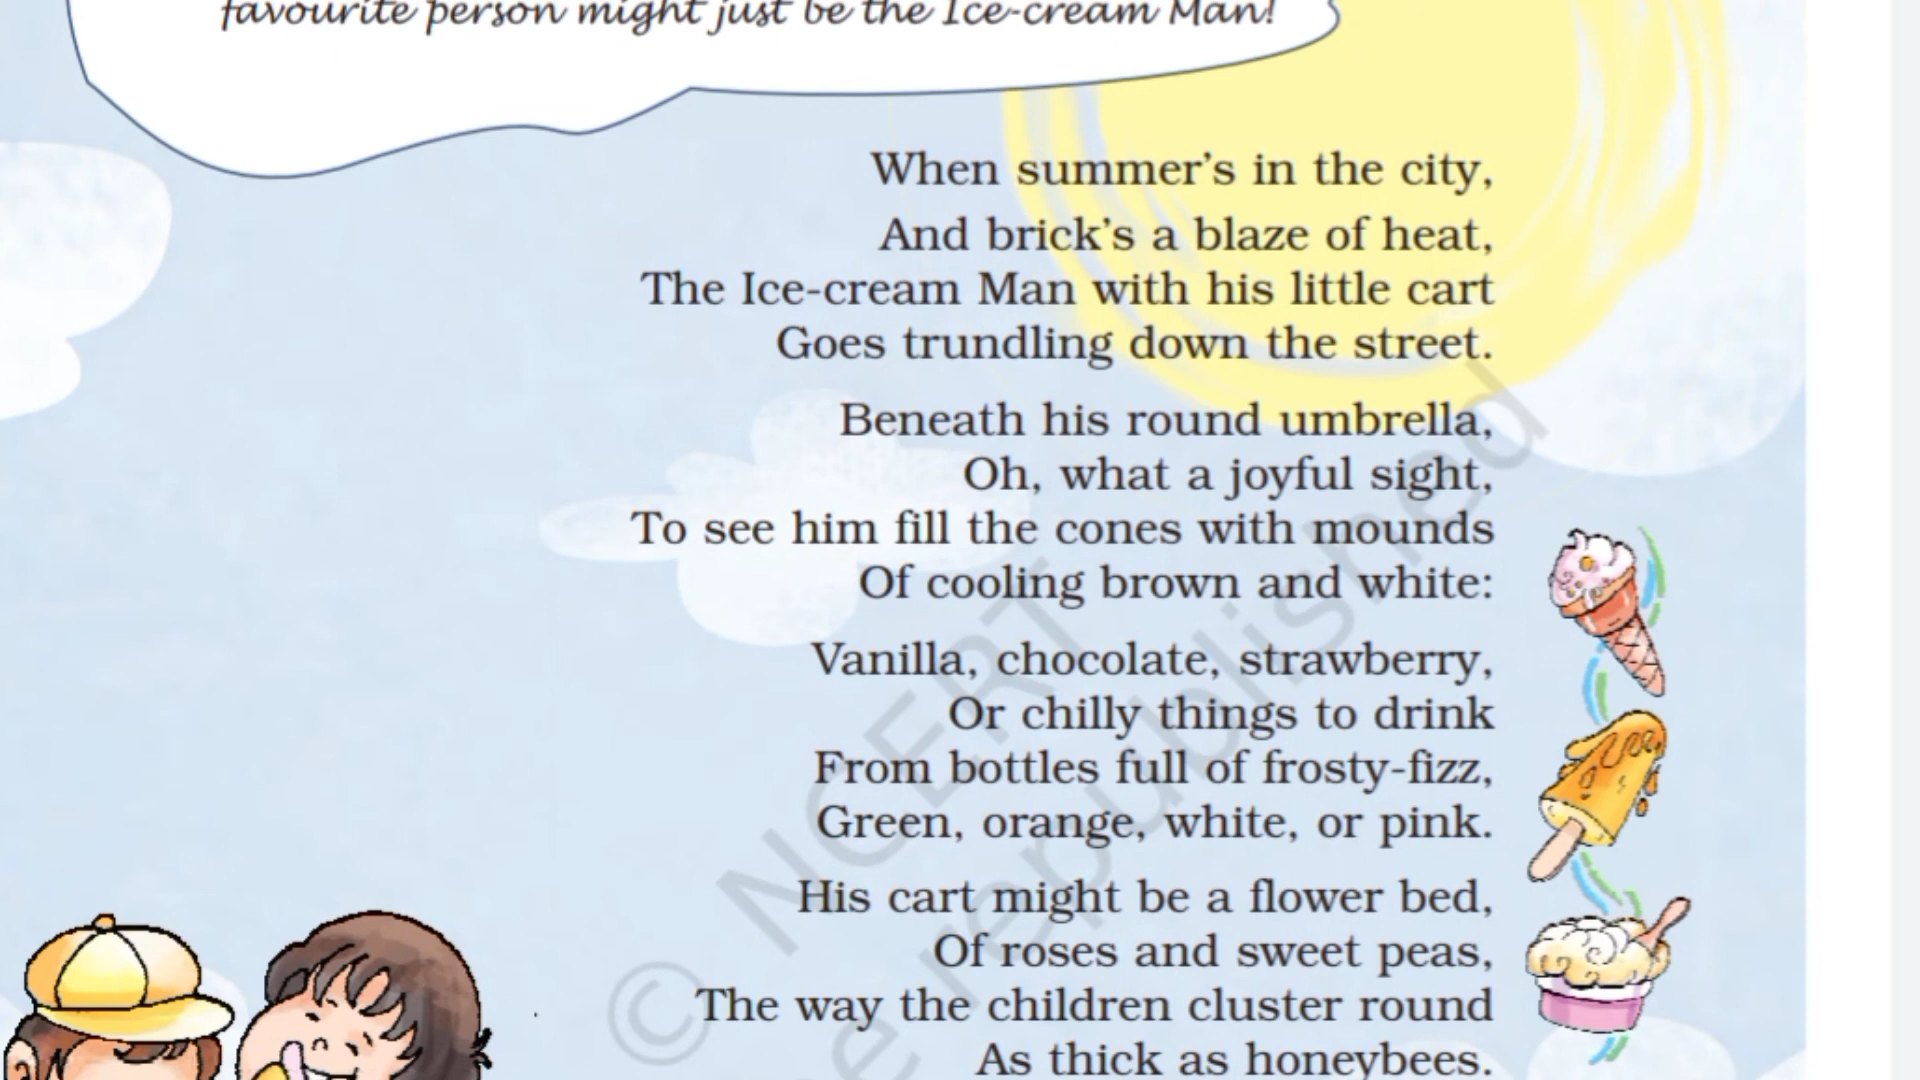 favourite person might just be the Ice-cream Man!
When summer's in the city,
And brick's a blaze of heat,
The Ice-cream Man with his little cart
Goes trundling down the street.
Beneath his round umbrella,
Oh, what a joyful sight,
To see him fill the cones with mounds
Of cooling brown and white:
Vanilla, chocolate, strawberry,
Or chilly things to drink
From bottles full of frosty-fizz,
Green, orange, white, or pink.
His cart might be a flower bed,
Of roses and sweet peas,
The way the children cluster round
As thick as honeybees.
© NCERT
republished